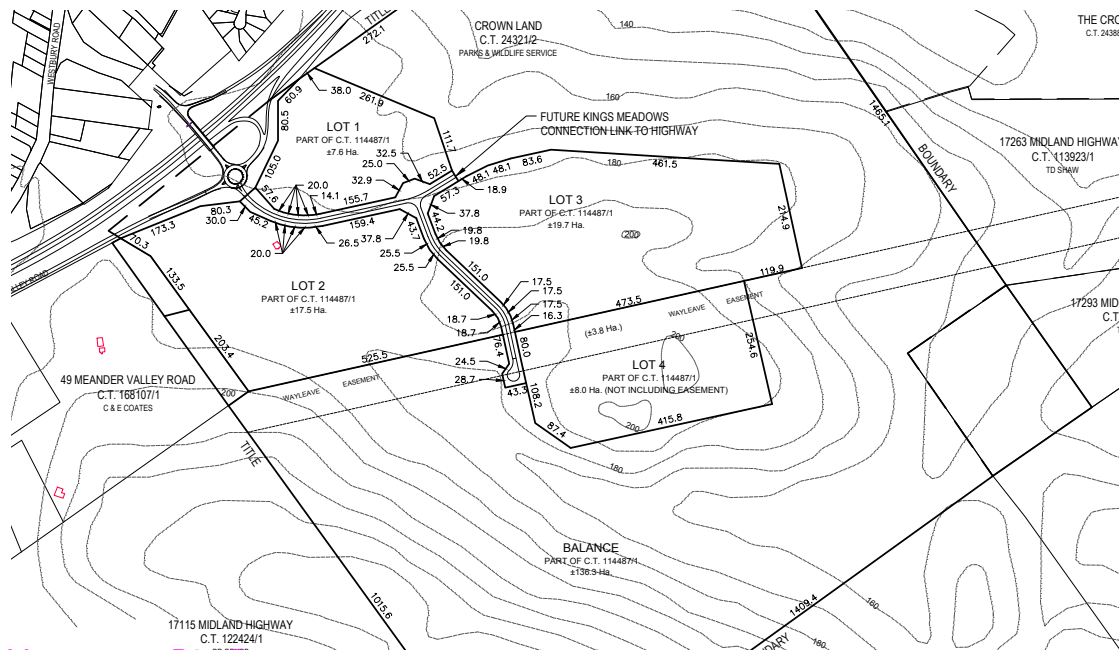 CROWN LAND
C.T. 24321/2
PARKS & WILDLIFE SERVICE
140
THE CRO
C.T. 24388
WESTBURY ROAD
TITLE
272.1
38.0
60.9
261.9
80.5
105.0
111.7
LOT 1
PART OF C.T. 114487/1
±7.6 Ha.
160
1465.1
BOUNDARY
FUTURE KINGS MEADOWS
CONNECTION LINK TO HIGHWAY
17263 MIDLAND HIGHWAY
C.T. 113923/1
TD SHAW
32.5
25.0
32.9
52.5
57.3
48.1
48.1
83.6
18.9
180
461.5
57.6
20.0
14.1
155.7
159.4
LOT 3
PART OF C.T. 114487/1
±19.7 Ha.
200
214.9
119.9
37.8
44.2
19.8
19.8
173.3
80.3
30.0
45.2
20.0
26.5
37.8
43.7
25.5
25.5
151.0
151.0
70.3
133.5
203.4
LLEY ROAD
LOT 2
PART OF C.T. 114487/1
±17.5 Ha.
17.5
17.5
17.5
16.3
18.7
18.7
76.4
80.0
473.5
WAYLEAVE
EASEMENT
(±3.8 Ha.)
17293 MID
C.T.
525.5
WAYLEAVE
EASEMENT
24.5
28.7
43.3
108.2
87.4
LOT 4
PART OF C.T. 114487/1
±8.0 Ha. (NOT INCLUDING EASEMENT)
200
200
254.6
415.8
49 MEANDER VALLEY ROAD
C.T. 168107/1
C & E COATES
200
TITLE
180
BALANCE
PART OF C.T. 114487/1
±136.3 Ha.
1015.6
1409.4
160
180
NDARY
17115 MIDLAND HIGHWAY
C.T. 122424/1